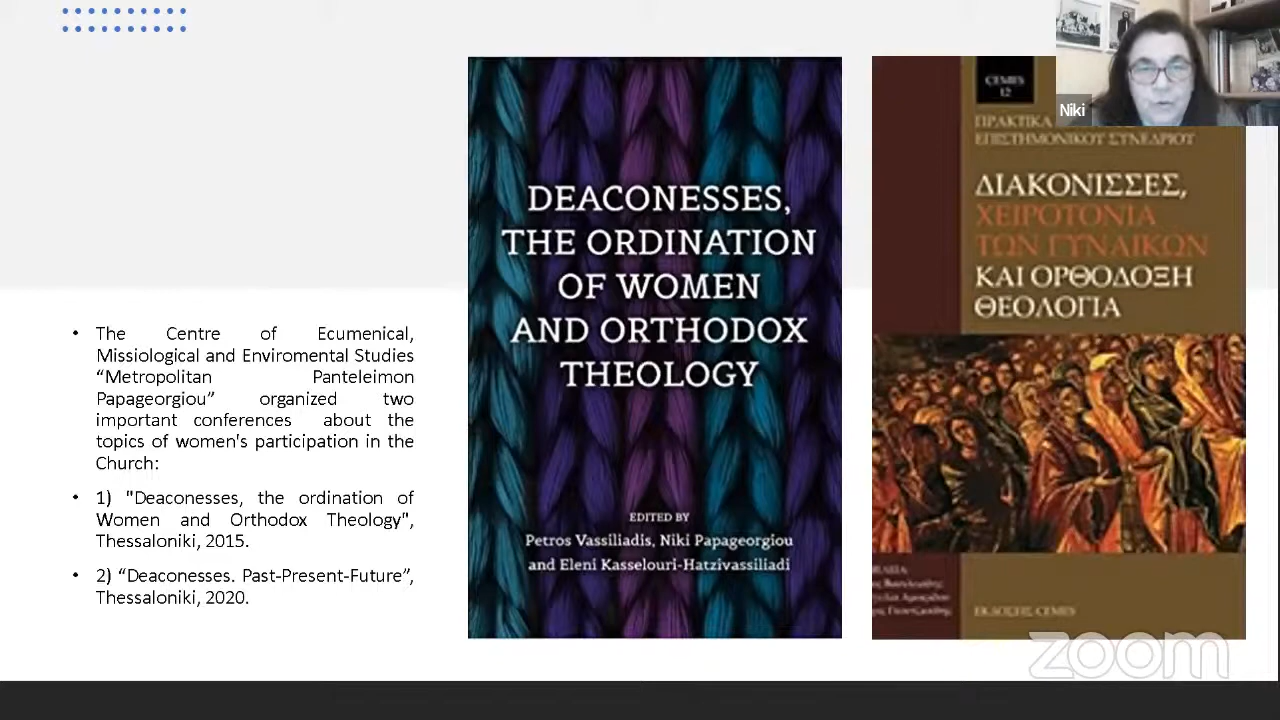 The Centre of Ecumenical,
Missiological and Enviromental Studies
“Metropolitan Panteleimon
Papageorgiou” organized two
important conferences about the
topics of women's participation in the
Church:
1) "Deaconesses, the ordination of
Women and Orthodox Theology",
Thessaloniki, 2015.
2) “Deaconesses. Past-Present-Future”,
Thessaloniki, 2020.
DEACONESSES,
THE ORDINATION
OF WOMEN
AND ORTHODOX
THEOLOGY
EDITED BY
Petros Vassiliadis, Niki Papageorgiou
and Eleni Kasselouri-Hatzivassiliadi
CEMES
12
ΠΡΑΚΤΙΚΑ
ΕΠΙΣΤΗΜΟΝΙΚΟΥ ΣΥΝΕΔΡΙΟΥ
ΔΙΑΚΟΝΙΣΣΕΣ,
ΧΕΙΡΟΤΟΝΙΑ
ΤΩΝ ΓΥΝΑΙΚΩΝ
ΚΑΙ ΟΡΘΟΔΟΞΗ
ΘΕΟΛΟΓΙΑ
ΕΚΔΟΣΕΙΣ CEMES
Niki
zoom